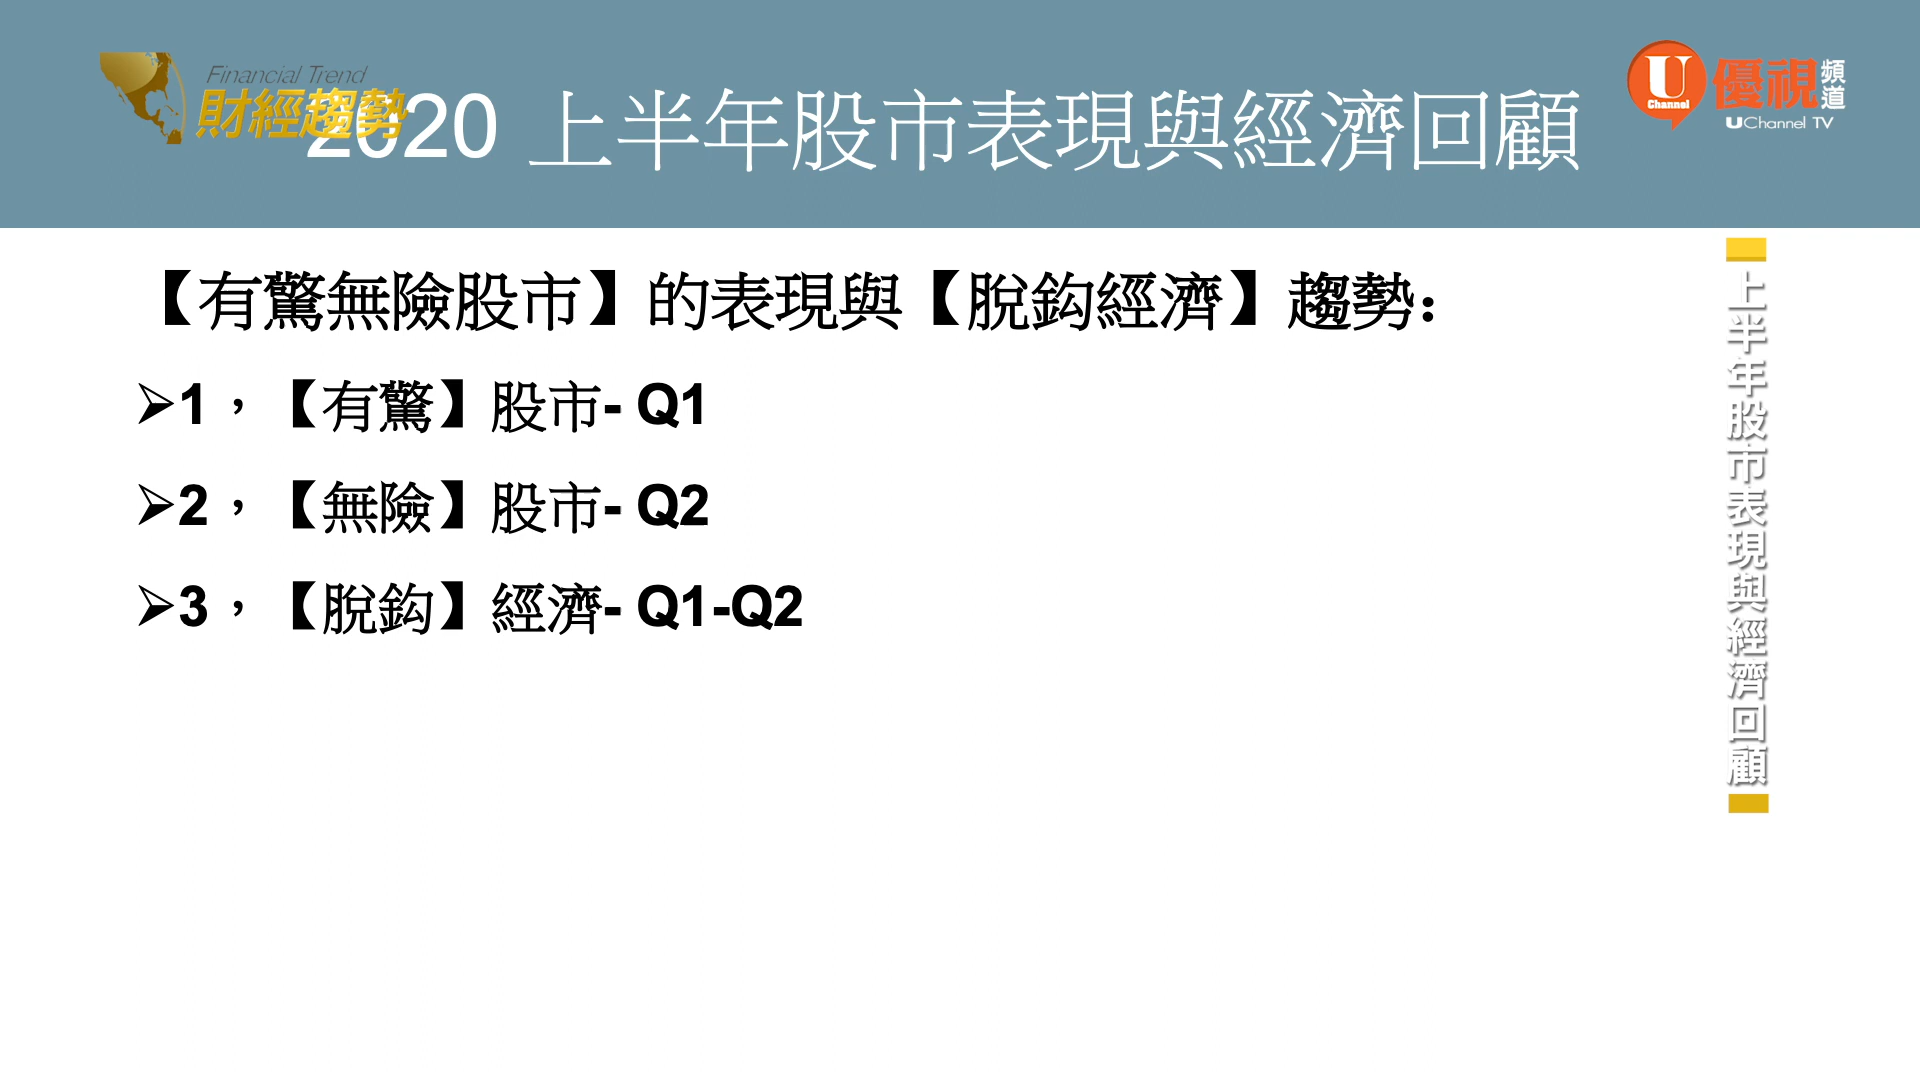 Financial Trend
財經趨勢
2020 上半年股市表現與經濟回顧
U
Channel
優視
頻道
UChannel TV
【有驚無險股市】的表現與【脫鈎經濟】趨勢：
➢1，【有驚】股市- Q1
➢2，【無險】股市- Q2
➢3，【脫鈎】經濟- Q1-Q2
上半年股市表現與經濟回顧